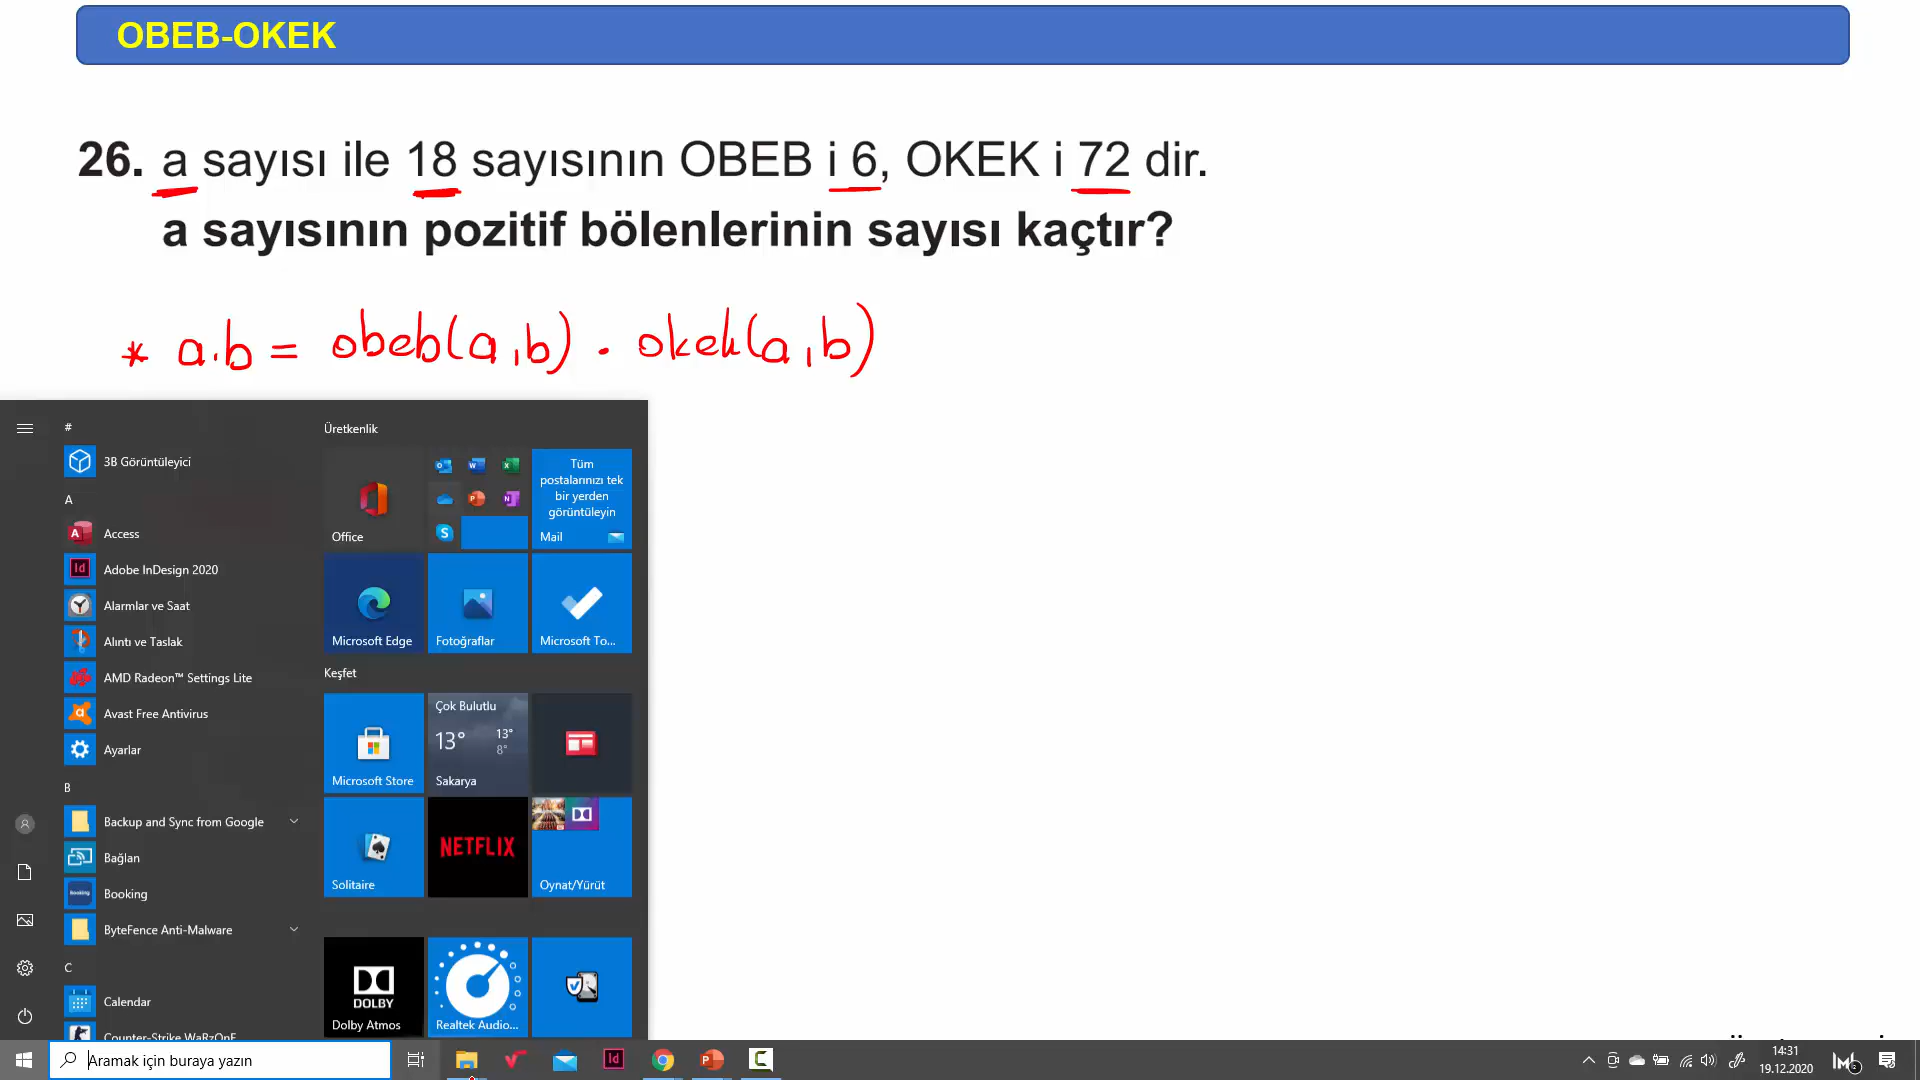 OBEB-OKEK
26. a sayısı ile 18 sayısının OBEB i 6, OKEK i 72 dir.
a sayısının pozitif bölenlerinin sayısı kaçtır?
* a.b = obeb(a,b) . okek(a,b)
#
3B Görüntüleyici
A
Access
Adobe InDesign 2020
Alarmlar ve Saat
Alıntı ve Taslak
AMD Radeon™ Settings Lite
Avast Free Antivirus
Ayarlar
B
Backup and Sync from Google
Bağlan
Booking
ByteFence Anti-Malware
C
Calendar
Counter-Strike WaRzOnE
Üretkenlik
Office
Tüm
postalarınızı tek
bir yerden
görüntüleyin
Mail
Microsoft Edge
Fotoğraflar
Microsoft To...
Keşfet
Microsoft Store
Çok Bulutlu
13°
13°
8°
Sakarya
Solitaire
NETFLIX
Oynat/Yürüt
DOLBY
Dolby Atmos
Realtek Audio...
Aramak için buraya yazın
14:31
19.12.2020